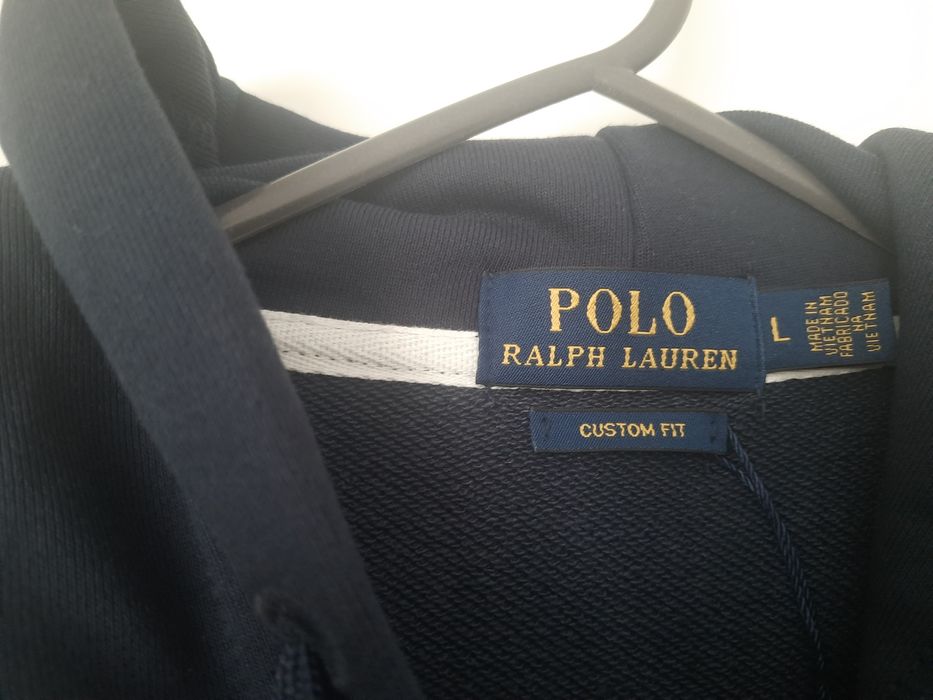 POLO
RALPH LAUREN
L
MADE IN
VIETNAM
FABRICADO
NA
VIETNAM
CUSTOM FIT